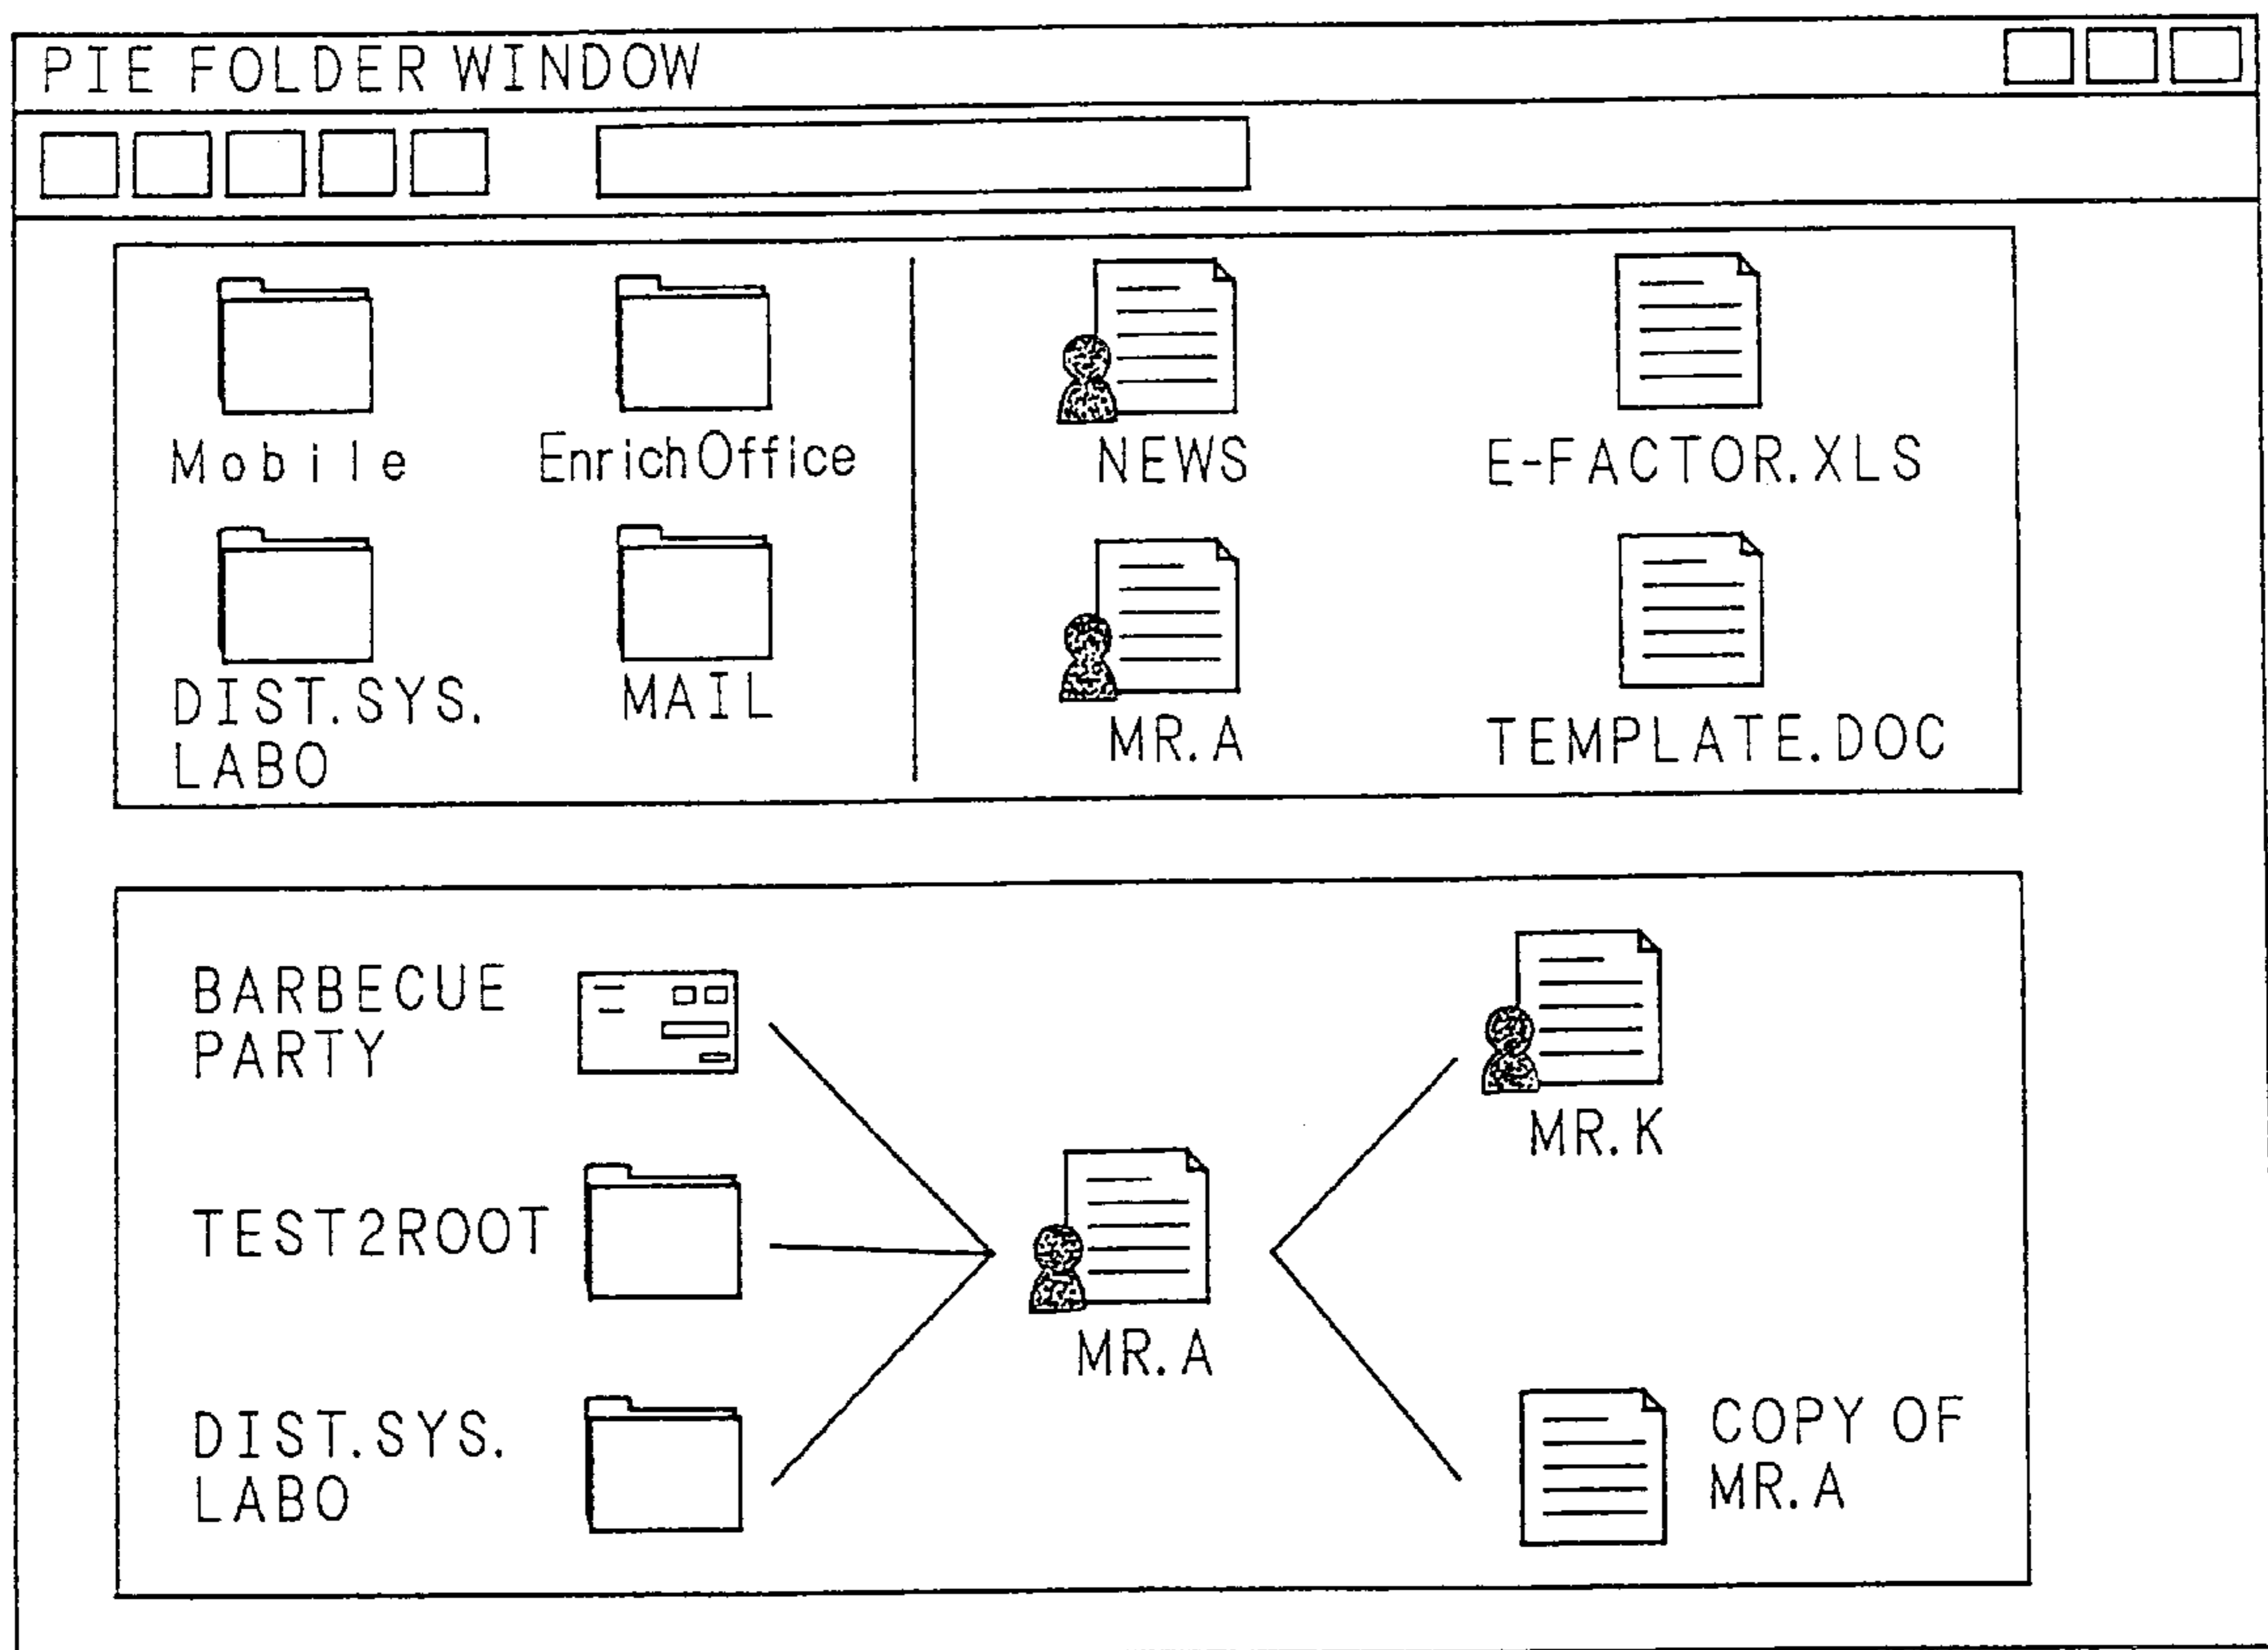 PIE FOLDER WINDOW
Mobile
EnrichOffice
NEWS
E-FACTOR.XLS
DIST.SYS.
LABO
MAIL
MR.A
TEMPLATE.DOC
BARBECUE
PARTY
MR.K
TEST2ROOT
MR.A
DIST.SYS.
LABO
COPY OF
MR.A